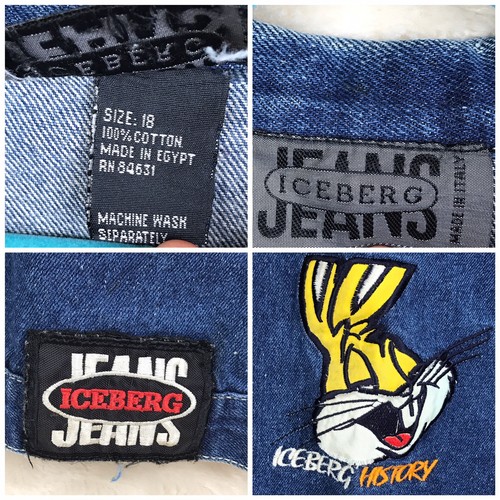 ICEBERG
SIZE: 18
100% COTTON
MADE IN EGYPT
RN 84631
MACHINE WASK
SEPARATELY
JEANS
ICEBERG
JEANS
MADE IN ITALY
JEANS
ICEBERG
JEANS
ICEBERG HISTORY